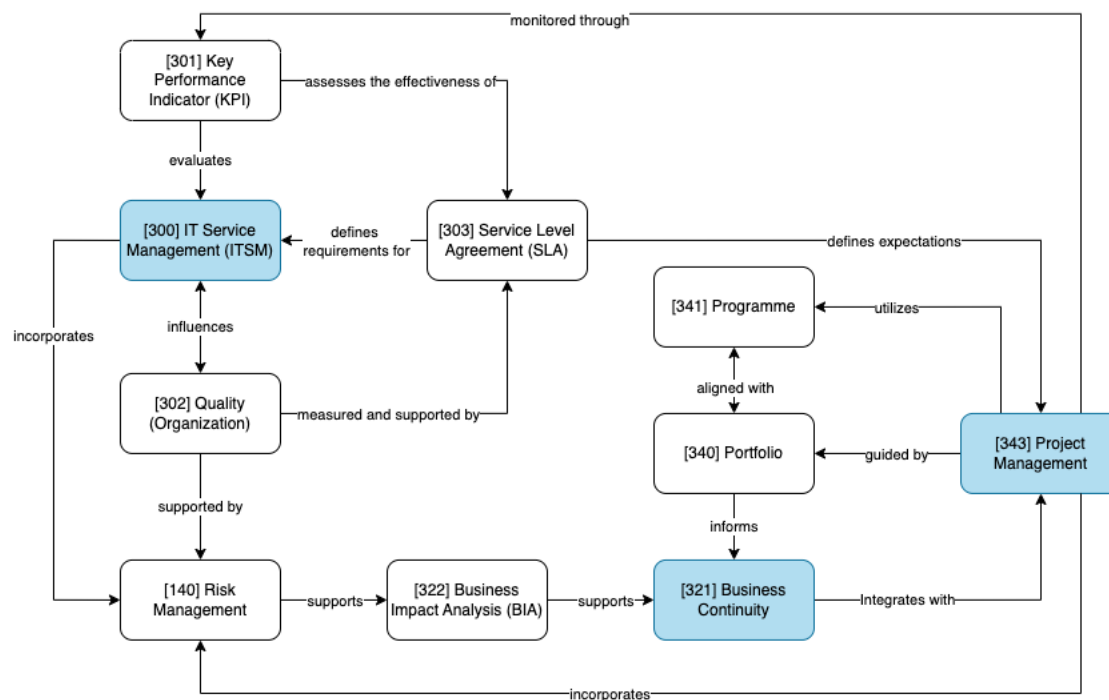 monitored through
[301] Key
Performance
Indicator (KPI)
assesses the effectiveness of
evaluates
[300] IT Service
Management (ITSM)
defines
requirements for
[303] Service Level
Agreement (SLA)
defines expectations
[341] Programme
utilizes
incorporates
influences
aligned with
[302] Quality
(Organization)
measured and supported by
[340] Portfolio
guided by
[343] Project
Management
supported by
informs
[140] Risk
Management
supports
[322] Business
Impact Analysis (BIA)
supports
[321] Business
Continuity
Integrates with
incorporates